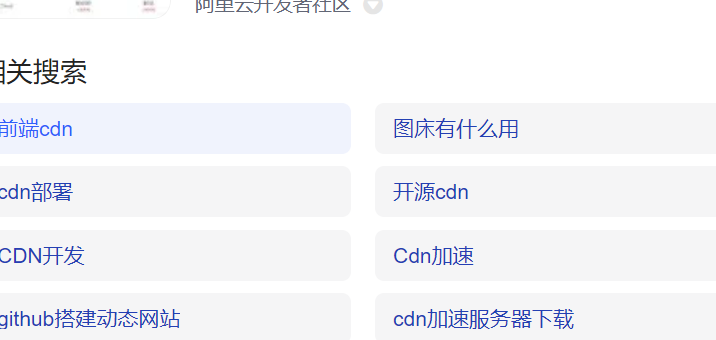 阿里云开发者社区
相关搜索
前端cdn
图床有什么用
cdn部署
开源cdn
CDN开发
Cdn加速
github搭建动态网站
cdn加速服务器下载